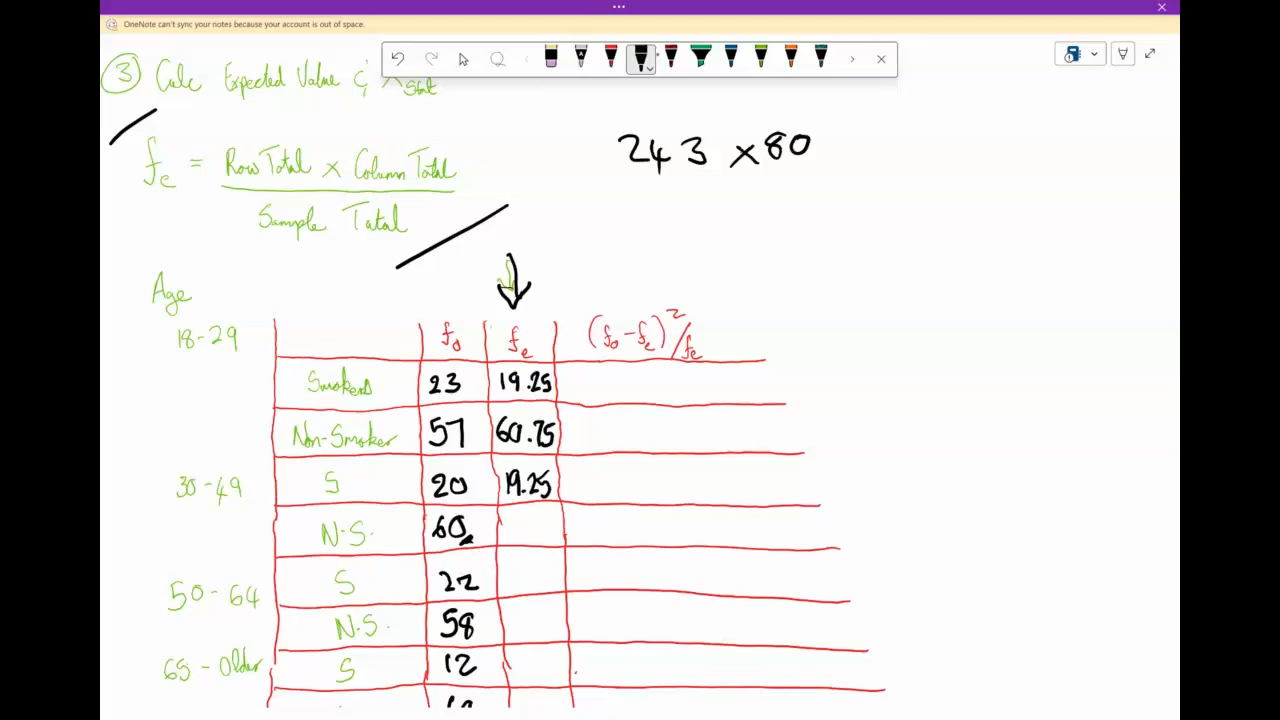 OneNote can't sync your notes because your account is out of space.
③ Calc Expected Value
Stat
243 × 80
fe = Row Total × Column Total
Sample Total
Age
18-29
fo fe (fo - fe)²/fe
Smokers 23 19.25
Non-Smoker 57 60.75
30-49 S 20 19.25
N.S. 60
50-64 S 22
N.S. 58
65 - Older S 12